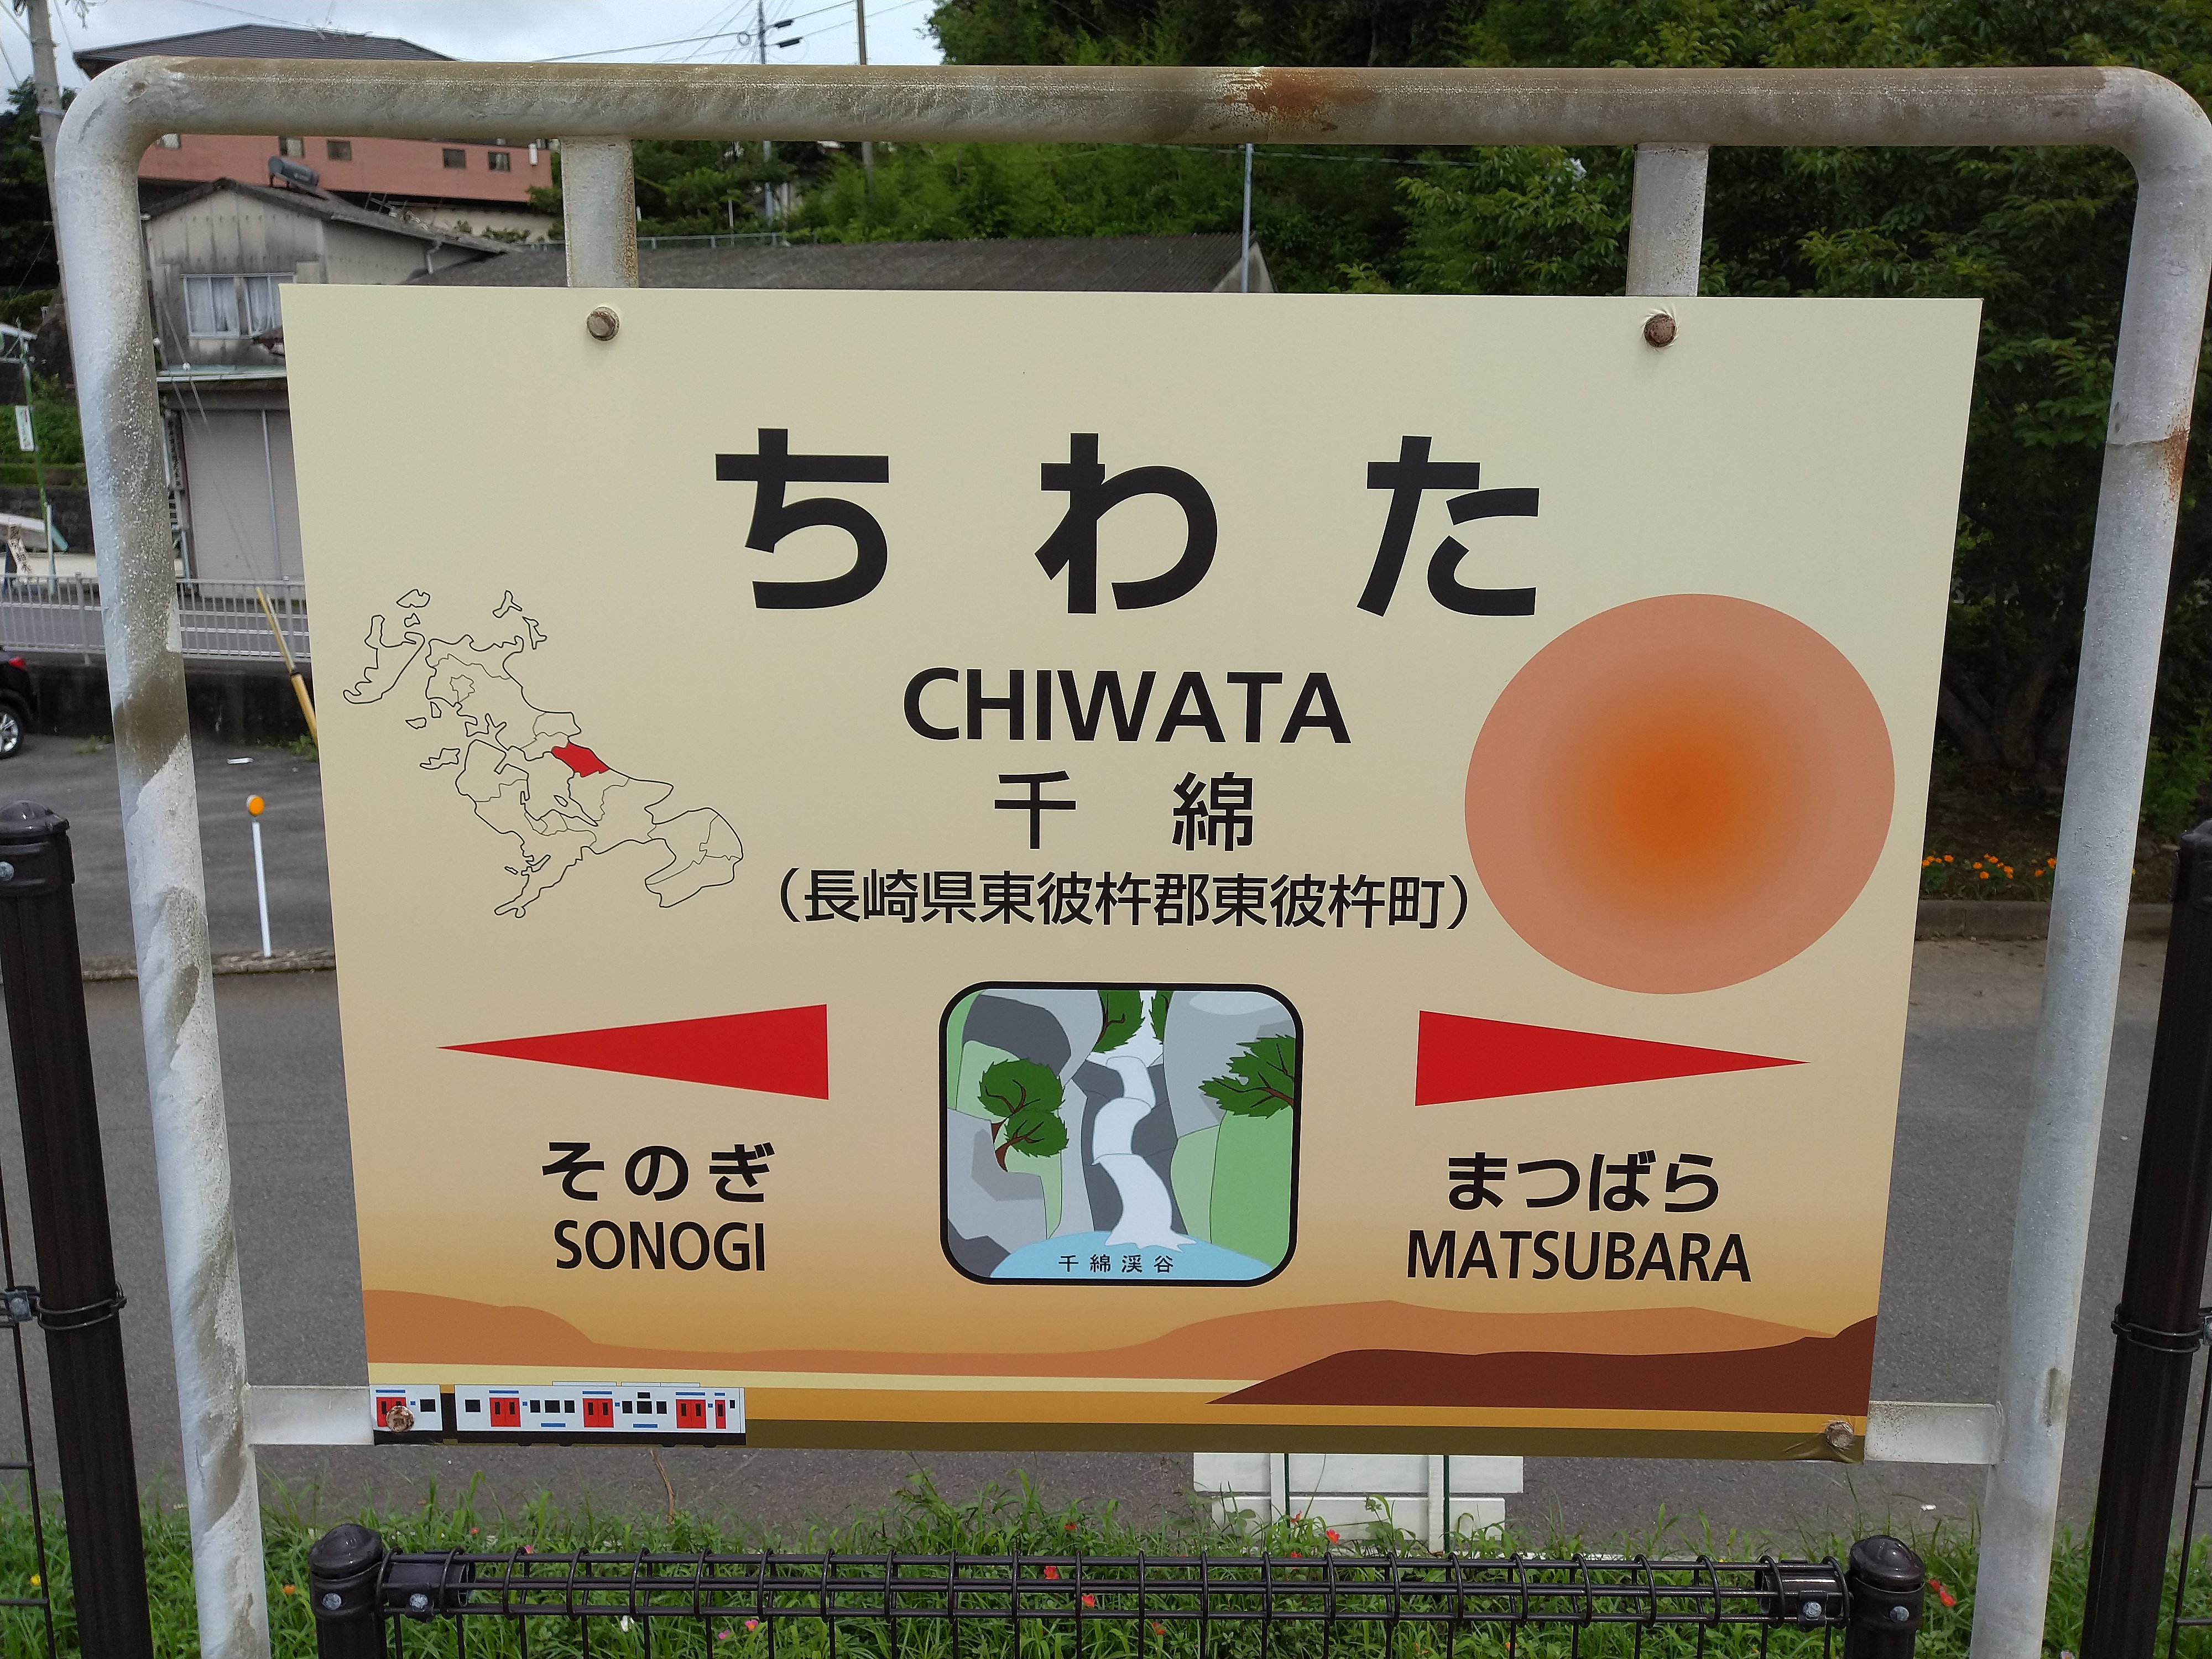 ちわた
CHIWATA
千綿
(長崎県東彼杵郡東彼杵町)
そのぎ
SONOGI
千綿渓谷
まつばら
MATSUBARA